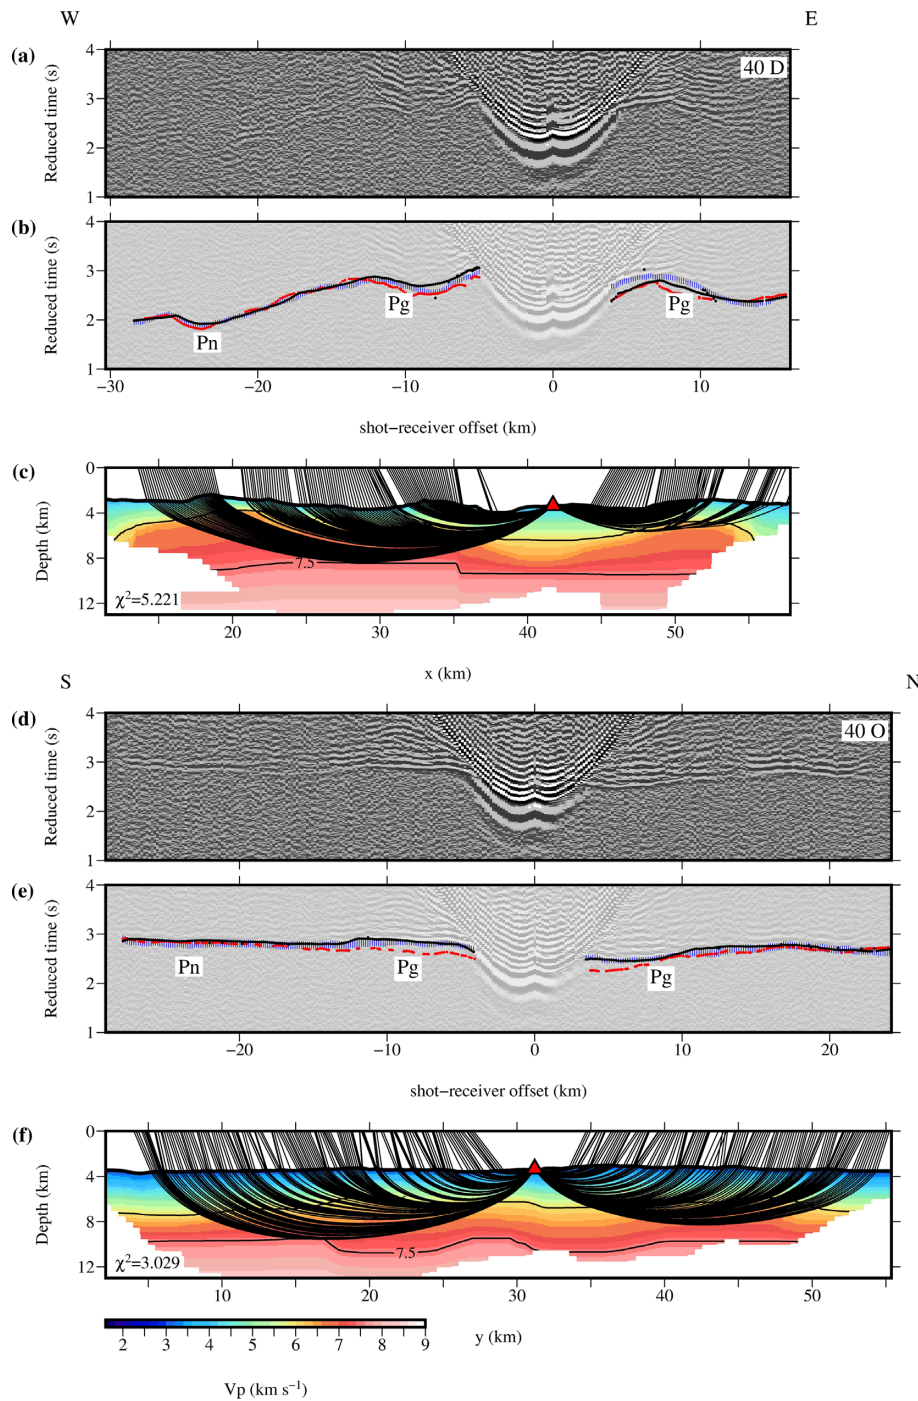 W E
(a)
40 D
Reduced time (s)
4
3
2
1
(b)
Reduced time (s)
4
3
2
1
Pn
Pg
Pg
−30 −20 −10 0 10
shot−receiver offset (km)
(c)
Depth (km)
0
4
8
12
7.5
χ²=5.221
20 30 40 50
x (km)
S N
(d)
40 O
Reduced time (s)
4
3
2
1
(e)
Reduced time (s)
4
3
2
1
Pn
Pg
Pg
−20 −10 0 10 20
shot−receiver offset (km)
(f)
Depth (km)
0
4
8
12
7.5
χ²=3.029
10 20 30 40 50
y (km)
2 3 4 5 6 7 8 9
Vp (km s⁻¹)